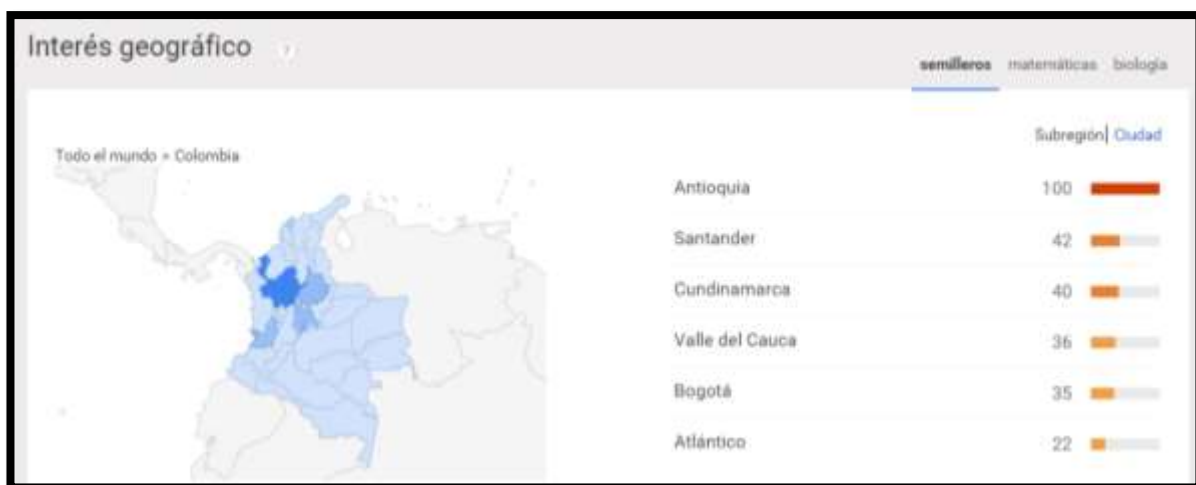 Interés geográfico
semilleros matemáticas biología
Subregión| Ciudad
Todo el mundo > Colombia
Antioquia 100
Santander 42
Cundinamarca 40
Valle del Cauca 36
Bogotá 35
Atlántico 22